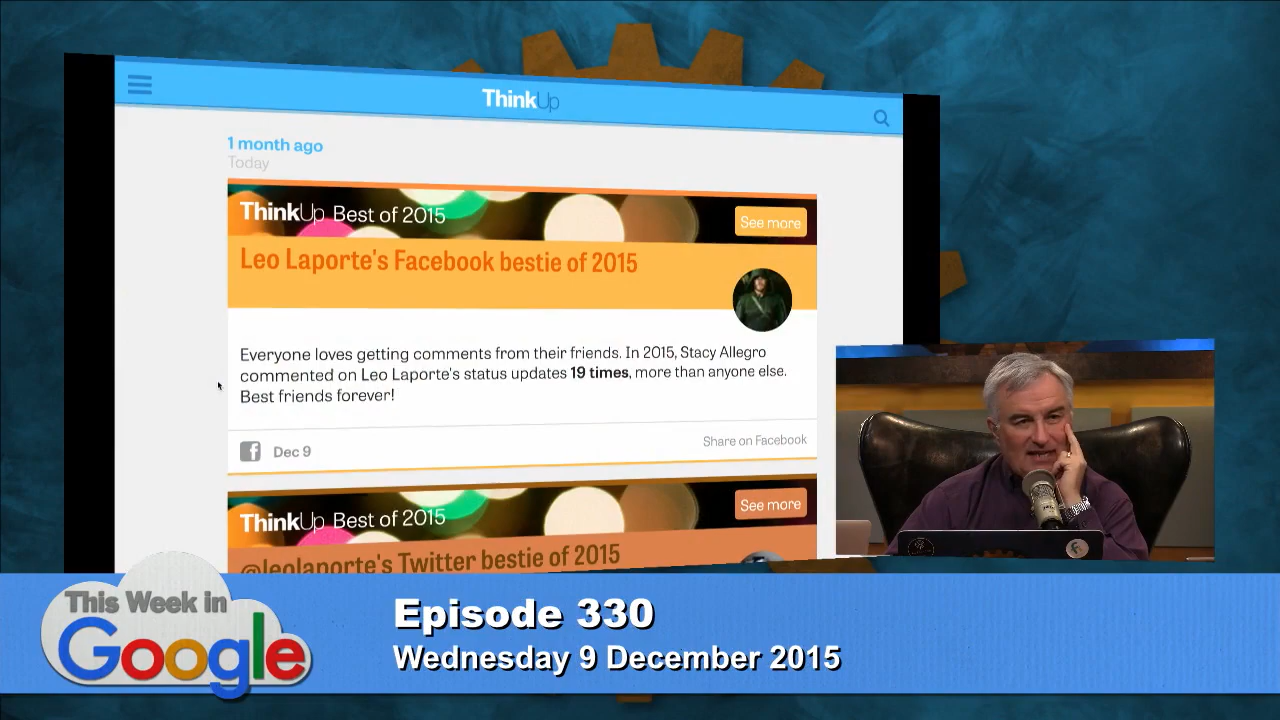 ThinkUp
1 month ago
Today
ThinkUp Best of 2015
See more
Leo Laporte's Facebook bestie of 2015
Everyone loves getting comments from their friends. In 2015, Stacy Allegro
commented on Leo Laporte's status updates 19 times, more than anyone else.
Best friends forever!
Dec 9
Share on Facebook
ThinkUp Best of 2015
See more
@leolaporte's Twitter bestie of 2015
This Week in
Google
Episode 330
Wednesday 9 December 2015